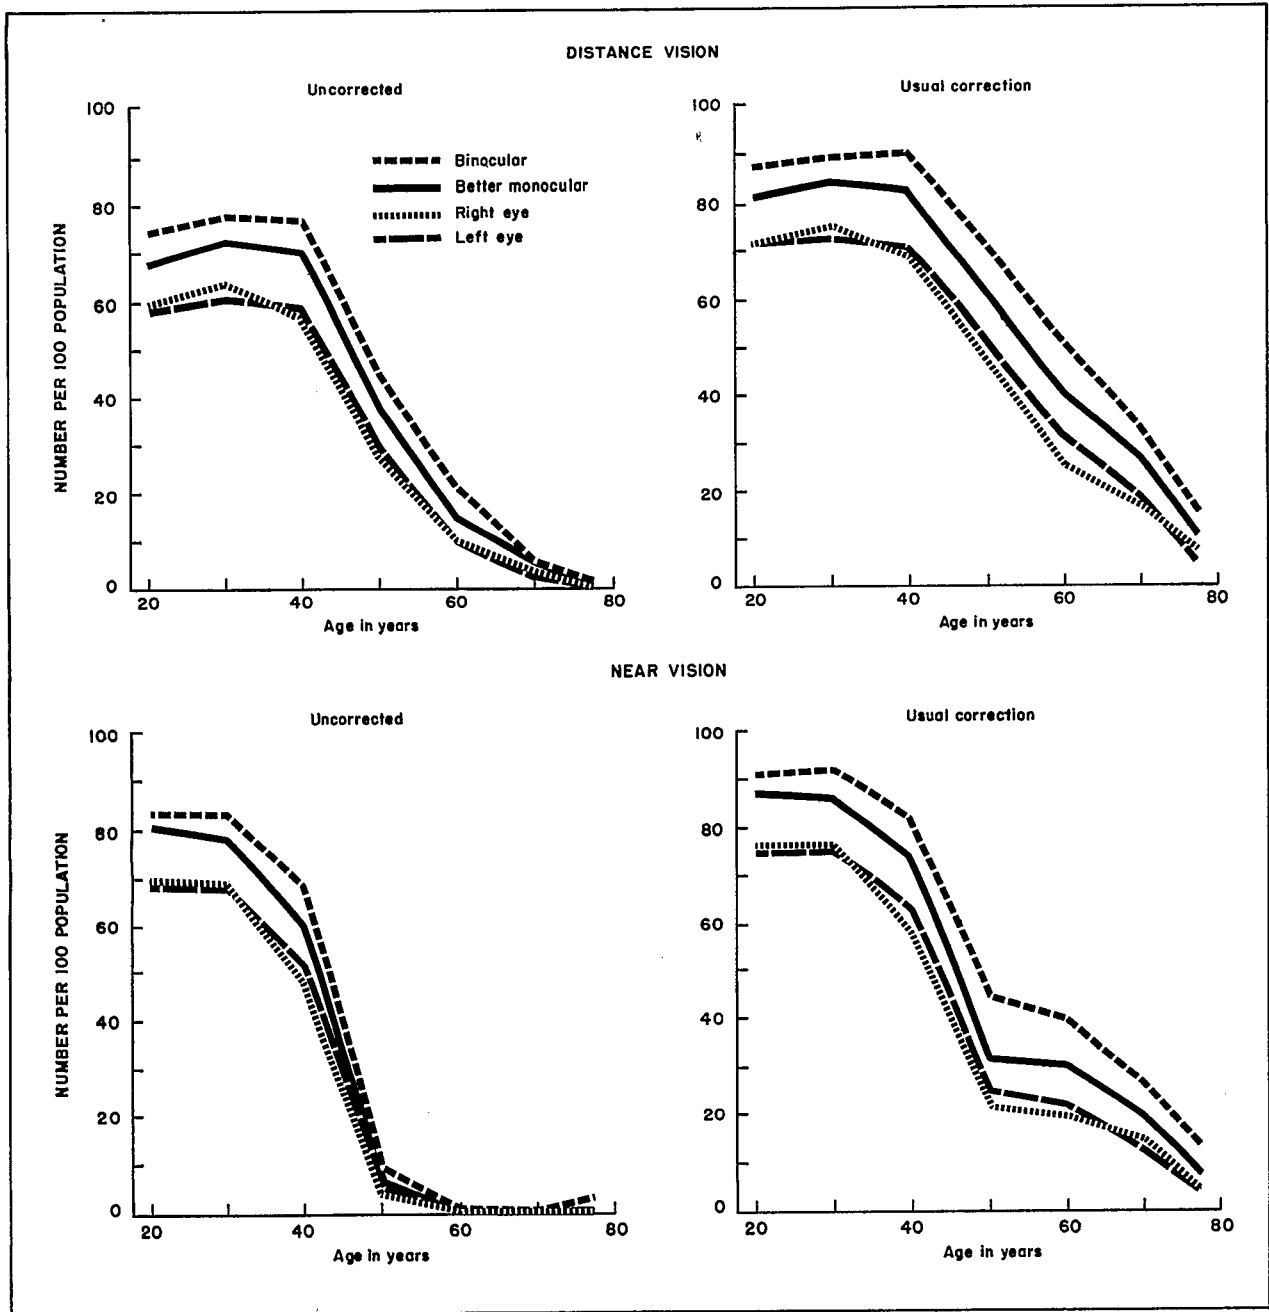 DISTANCE VISION
Uncorrected
100
80
60
40
20
0
NUMBER PER 100 POPULATION
Binocular
Better monocular
Right eye
Left eye
20 40 60 80
Age in years
Usual correction
100
80
60
40
20
0
20 40 60 80
Age in years
NEAR VISION
Uncorrected
100
80
60
40
20
0
NUMBER PER 100 POPULATION
20 40 60 80
Age in years
Usual correction
100
80
60
40
20
0
20 40 60 80
Age in years